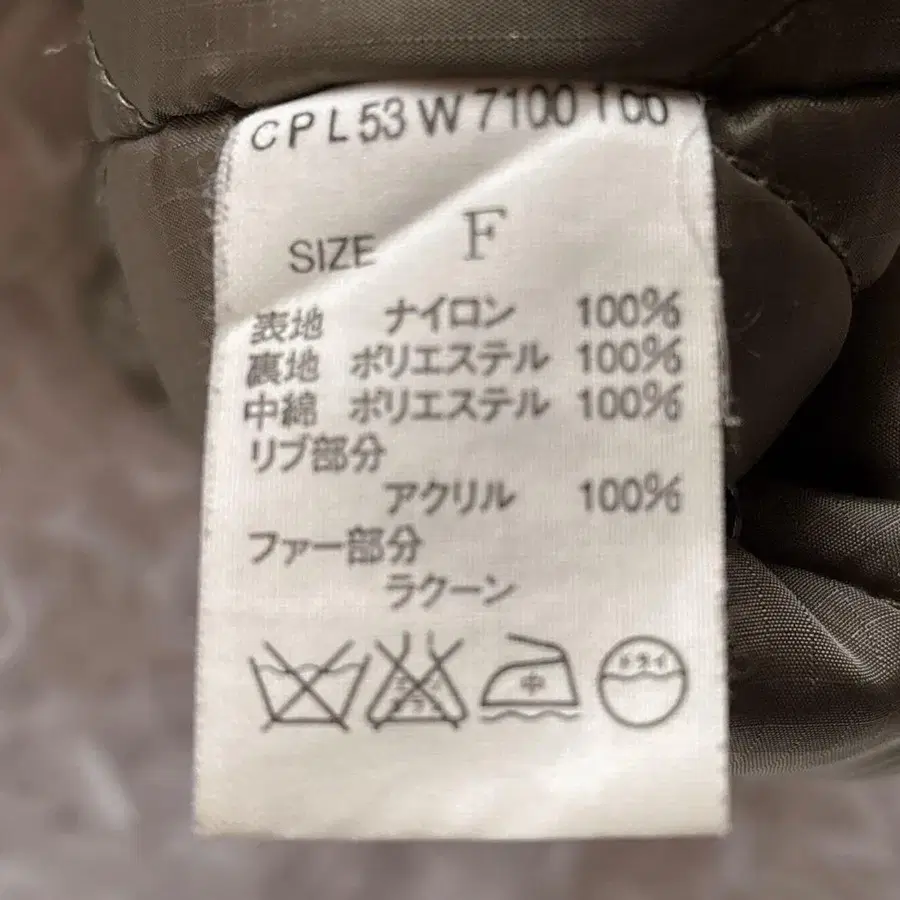 CPL53W7100166
SIZE F
表地 ナイロン 100%
裏地 ポリエステル 100%
中綿 ポリエステル 100%
リブ部分
アクリル 100%
ファー部分
ラクーン
中 ドライ